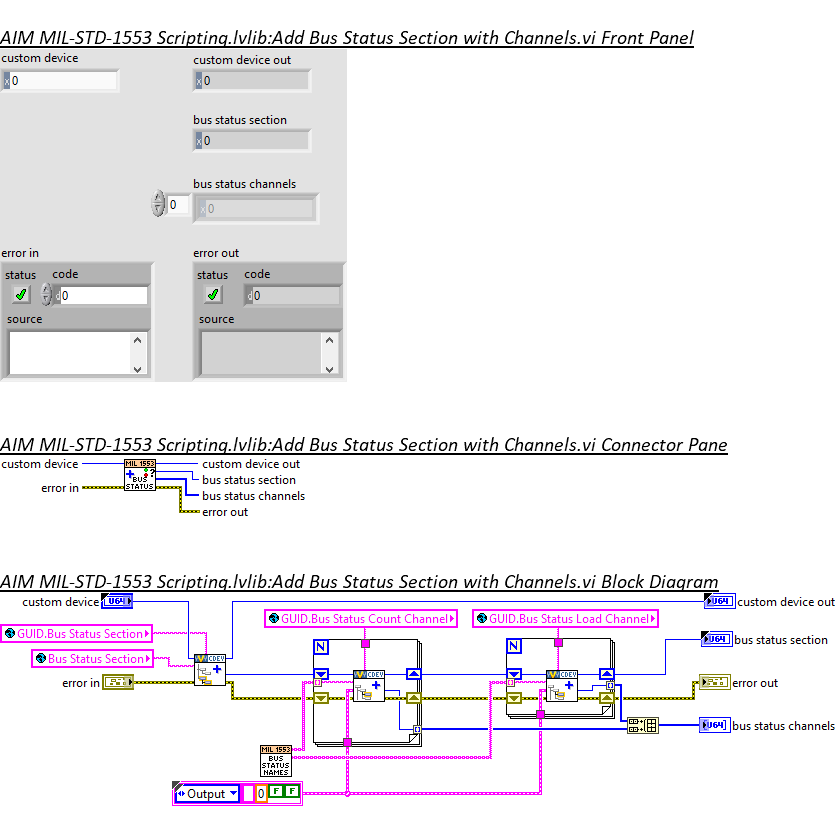 AIM MIL-STD-1553 Scripting.lvlib:Add Bus Status Section with Channels.vi Front Panel
custom device
custom device out
x 0
x 0
bus status section
x 0
bus status channels
0
x 0
error in
error out
status
code
status
code
d 0
d 0
source
source
AIM MIL-STD-1553 Scripting.lvlib:Add Bus Status Section with Channels.vi Connector Pane
custom device
MIL 1553
custom device out
? BUS STATUS
bus status section
error in
bus status channels
error out
AIM MIL-STD-1553 Scripting.lvlib:Add Bus Status Section with Channels.vi Block Diagram
custom device
U64
U64
custom device out
GUID.Bus Status Section
GUID.Bus Status Count Channel
GUID.Bus Status Load Channel
Bus Status Section
N
N
U64
bus status section
CDEV
CDEV
CDEV
error in
error out
U64
bus status channels
MIL 1553
BUS
STATUS
NAMES
Output
0
F
F